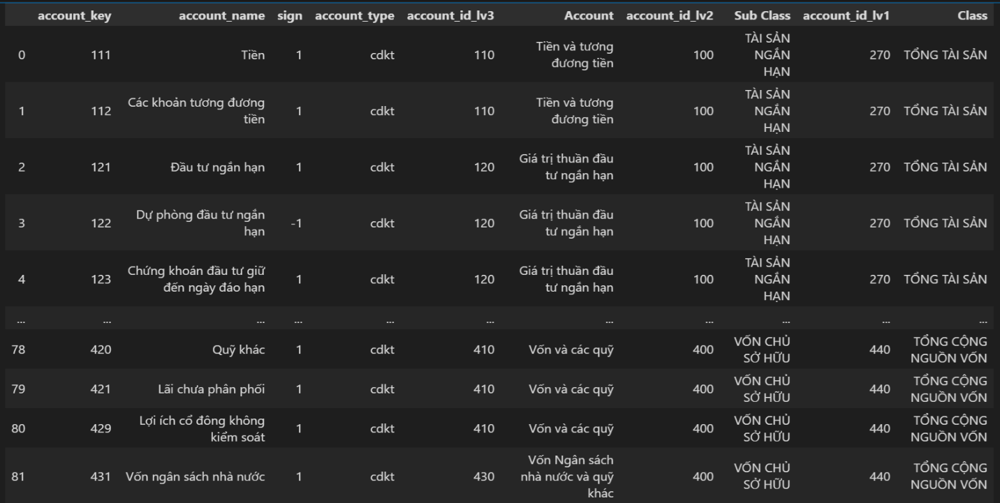 account_key account_name sign account_type account_id_lv3 Account account_id_lv2 Sub Class account_id_lv1 Class
0 111 Tiền 1 cdkt 110 Tiền và tương đương tiền 100 TÀI SẢN NGẮN HẠN 270 TỔNG TÀI SẢN
1 112 Các khoản tương đương tiền 1 cdkt 110 Tiền và tương đương tiền 100 TÀI SẢN NGẮN HẠN 270 TỔNG TÀI SẢN
2 121 Đầu tư ngắn hạn 1 cdkt 120 Giá trị thuần đầu tư ngắn hạn 100 TÀI SẢN NGẮN HẠN 270 TỔNG TÀI SẢN
3 122 Dự phòng đầu tư ngắn hạn -1 cdkt 120 Giá trị thuần đầu tư ngắn hạn 100 TÀI SẢN NGẮN HẠN 270 TỔNG TÀI SẢN
4 123 Chứng khoán đầu tư giữ đến ngày đáo hạn 1 cdkt 120 Giá trị thuần đầu tư ngắn hạn 100 TÀI SẢN NGẮN HẠN 270 TỔNG TÀI SẢN
... ... ... ... ... ... ... ... ... ... ...
78 420 Quỹ khác 1 cdkt 410 Vốn và các quỹ 400 VỐN CHỦ SỞ HỮU 440 TỔNG CỘNG NGUỒN VỐN
79 421 Lãi chưa phân phối 1 cdkt 410 Vốn và các quỹ 400 VỐN CHỦ SỞ HỮU 440 TỔNG CỘNG NGUỒN VỐN
80 429 Lợi ích cổ đông không kiểm soát 1 cdkt 410 Vốn và các quỹ 400 VỐN CHỦ SỞ HỮU 440 TỔNG CỘNG NGUỒN VỐN
81 431 Vốn ngân sách nhà nước 1 cdkt 430 Vốn Ngân sách nhà nước và quỹ khác 400 VỐN CHỦ SỞ HỮU 440 TỔNG CỘNG NGUỒN VỐN